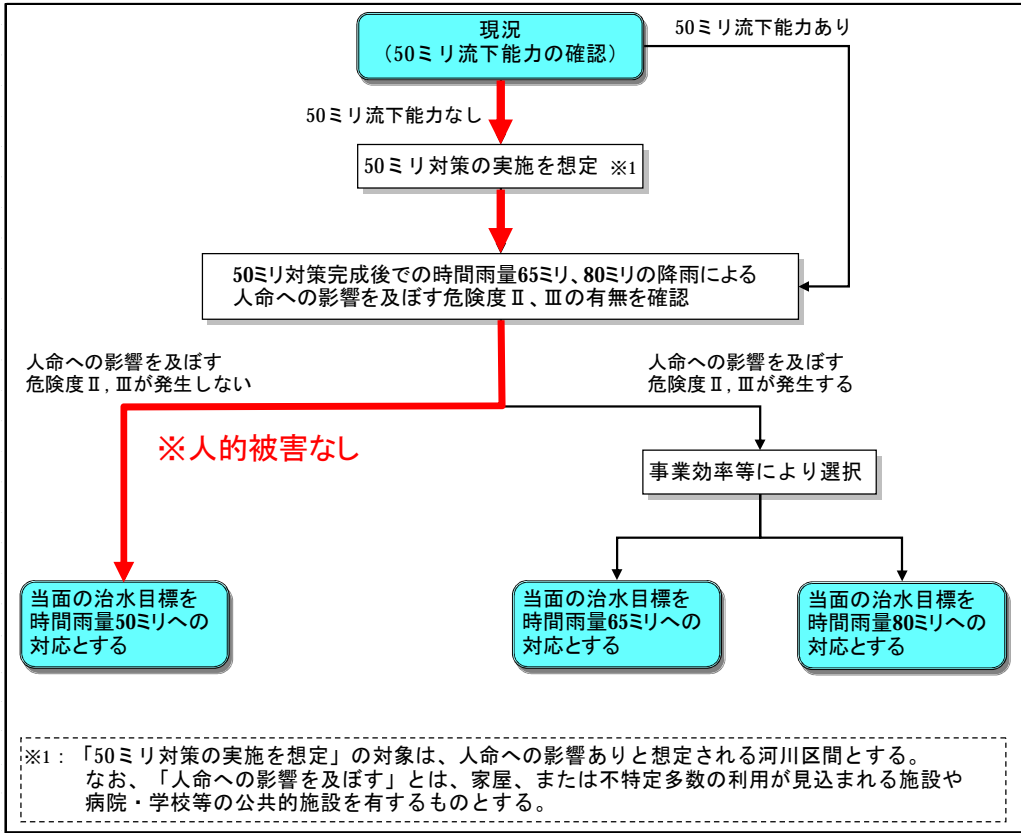 現況
（50ミリ流下能力の確認）
50ミリ流下能力あり
50ミリ流下能力なし
50ミリ対策の実施を想定 ※1
50ミリ対策完成後での時間雨量65ミリ、80ミリの降雨による
人命への影響を及ぼす危険度Ⅱ、Ⅲの有無を確認
人命への影響を及ぼす
危険度Ⅱ,Ⅲが発生しない
人命への影響を及ぼす
危険度Ⅱ,Ⅲが発生する
※人的被害なし
事業効率等により選択
当面の治水目標を
時間雨量50ミリへの
対応とする
当面の治水目標を
時間雨量65ミリへの
対応とする
当面の治水目標を
時間雨量80ミリへの
対応とする
※1：「50ミリ対策の実施を想定」の対象は、人命への影響ありと想定される河川区間とする。
なお、「人命への影響を及ぼす」とは、家屋、または不特定多数の利用が見込まれる施設や
病院・学校等の公共的施設を有するものとする。